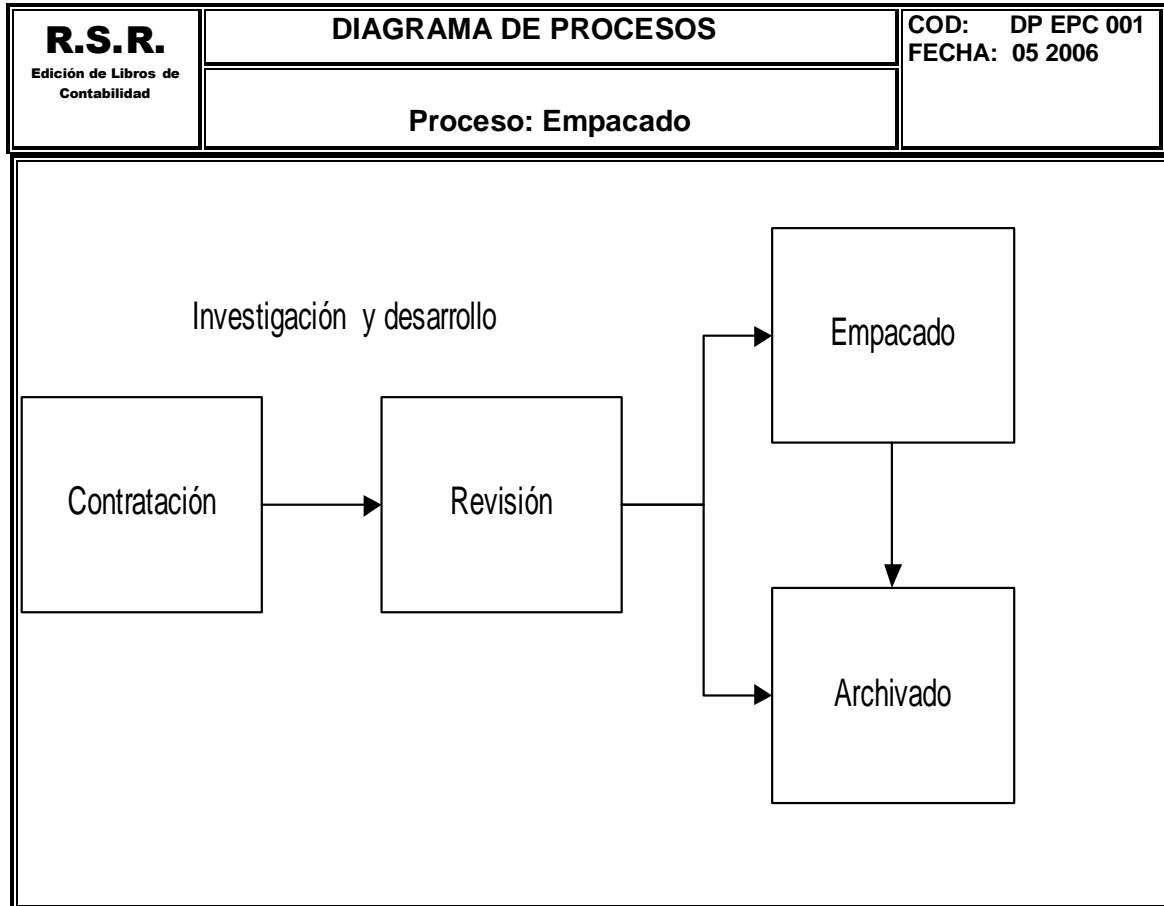 R.S.R.
Edición de Libros de
Contabilidad
DIAGRAMA DE PROCESOS
Proceso: Empacado
COD: DP EPC 001
FECHA: 05 2006
Investigación y desarrollo
Contratación
Revisión
Empacado
Archivado